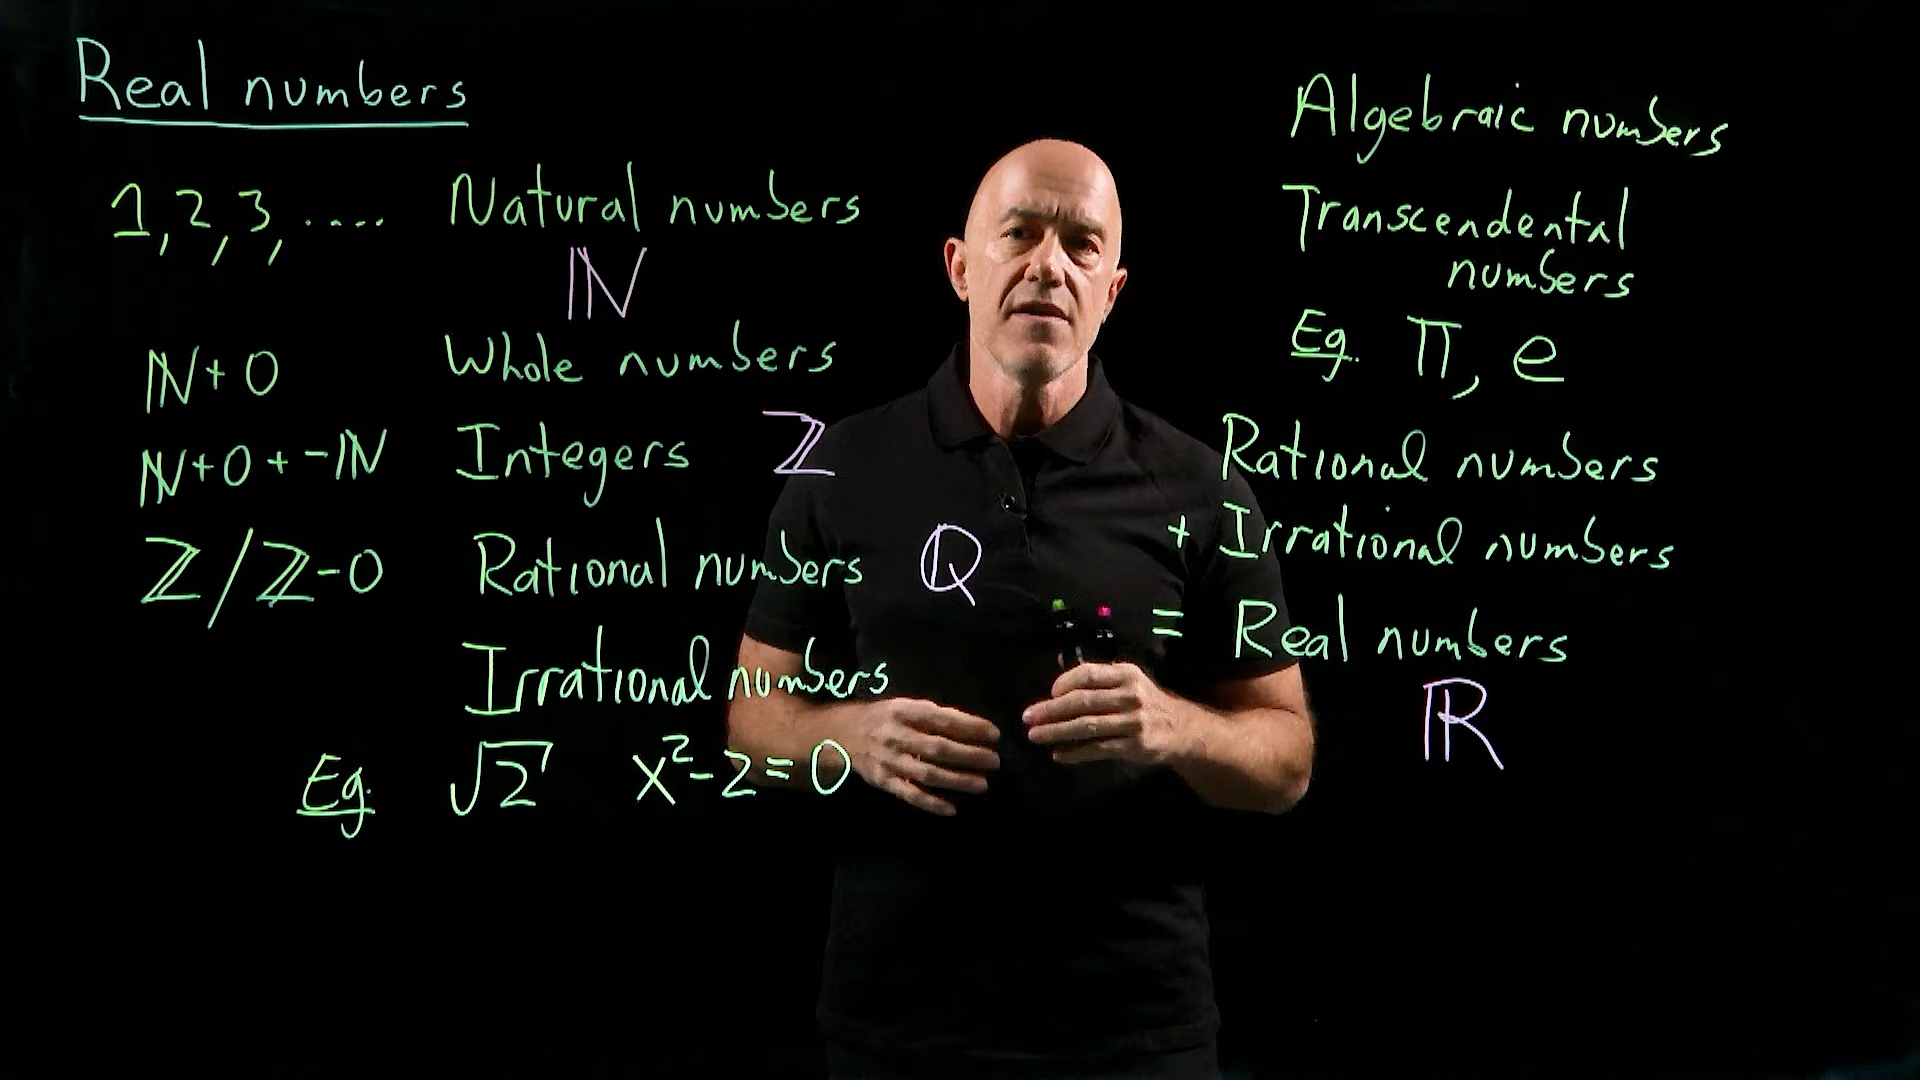 Real numbers
1, 2, 3, .... Natural numbers
ℕ
ℕ + 0 Whole numbers
ℕ + 0 + -ℕ Integers ℤ
ℤ/ℤ-0 Rational numbers ℚ
Irrational numbers
Eg. √2 x²-2=0
Algebraic numbers
Transcendental
numbers
Eg. π, e
Rational numbers
+ Irrational numbers
= Real numbers
ℝ